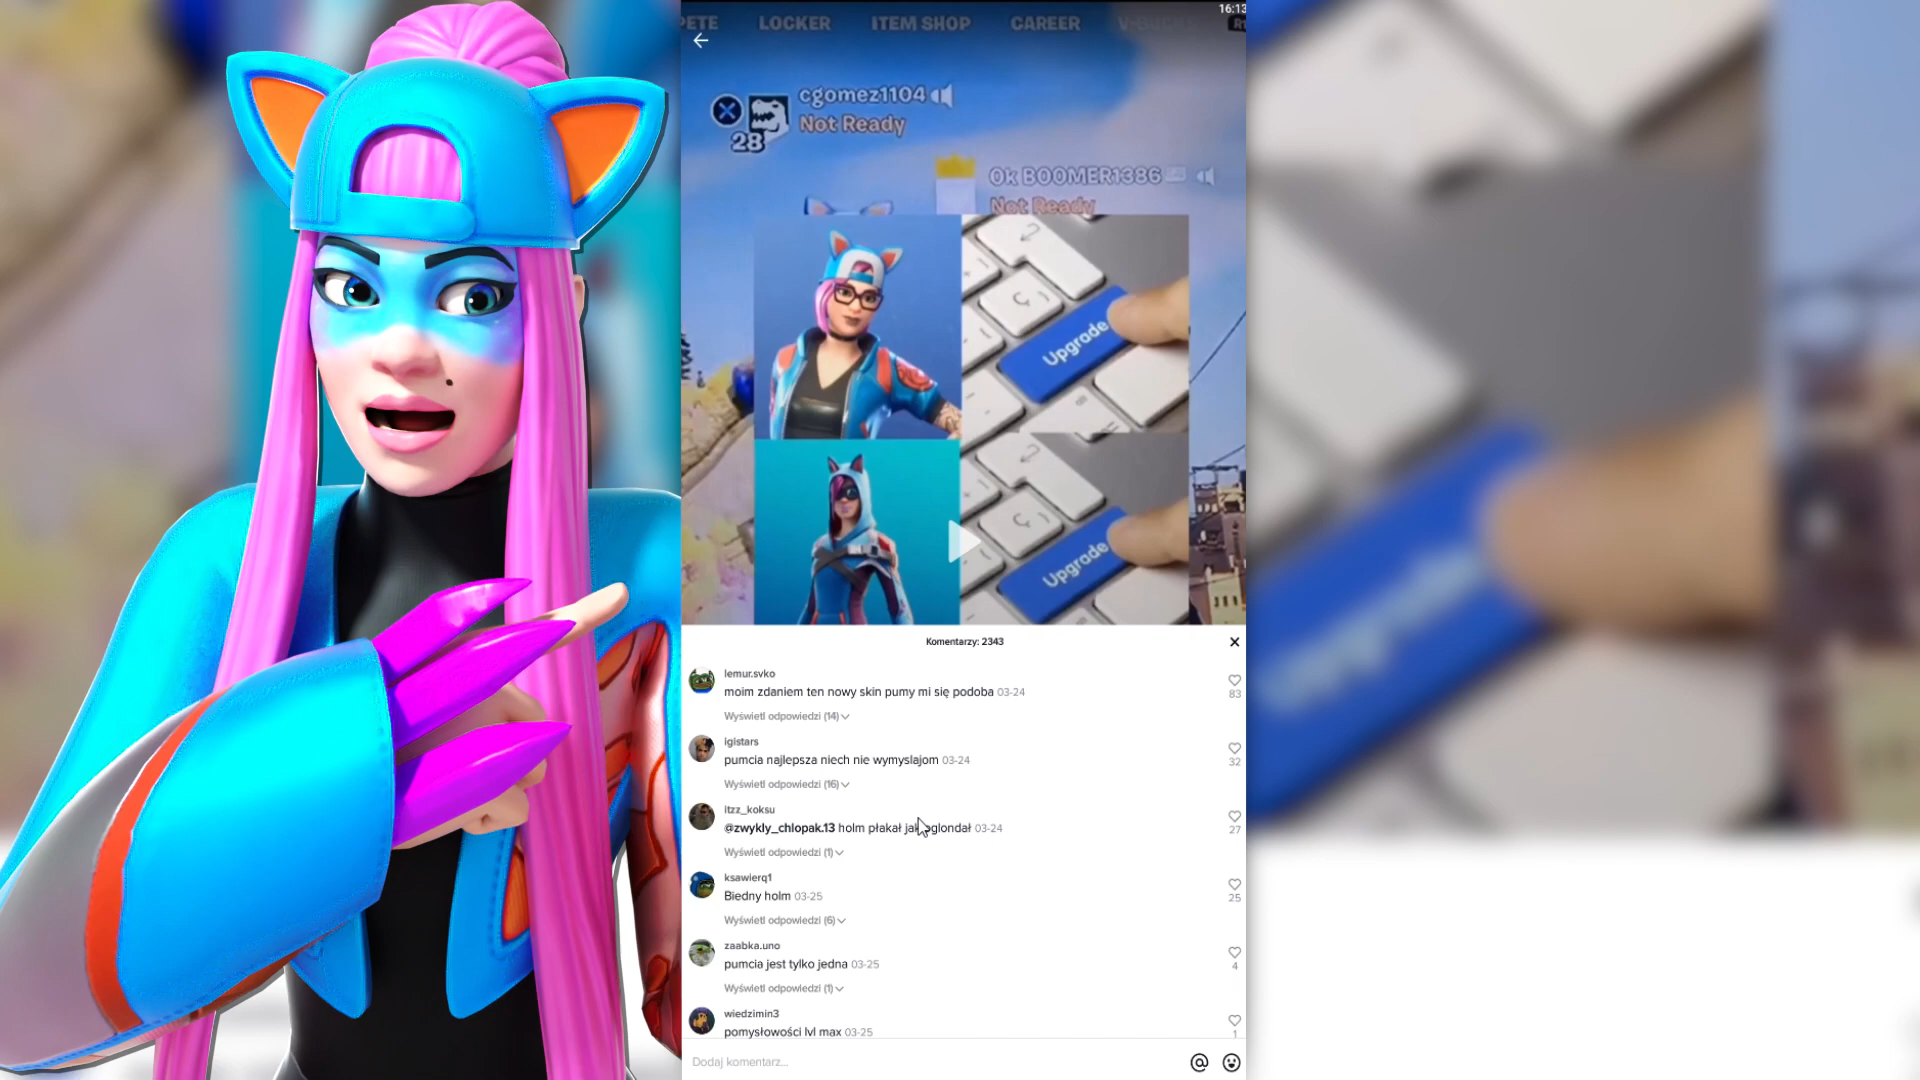 PETE LOCKER ITEM SHOP CAREER V-BUCKS
16:13
cgomez1104
Not Ready
28
Ok BOOMER1386
Not Ready
Upgrade
Upgrade
Komentarzy: 2343
lemur.svko
moim zdaniem ten nowy skin pumy mi się podoba 03-24
83
Wyświetl odpowiedzi (14)
igistars
pumcia najlepsza niech nie wymyslajom 03-24
32
Wyświetl odpowiedzi (16)
itzz_koksu
@zwykly_chlopak.13 holm płakał jak oglondał 03-24
27
Wyświetl odpowiedzi (1)
ksawierq1
Biedny holm 03-25
25
Wyświetl odpowiedzi (6)
zaabka.uno
pumcia jest tylko jedna 03-25
4
Wyświetl odpowiedzi (1)
wiedzimin3
pomysłowości lvl max 03-25
1
Dodaj komentarz...